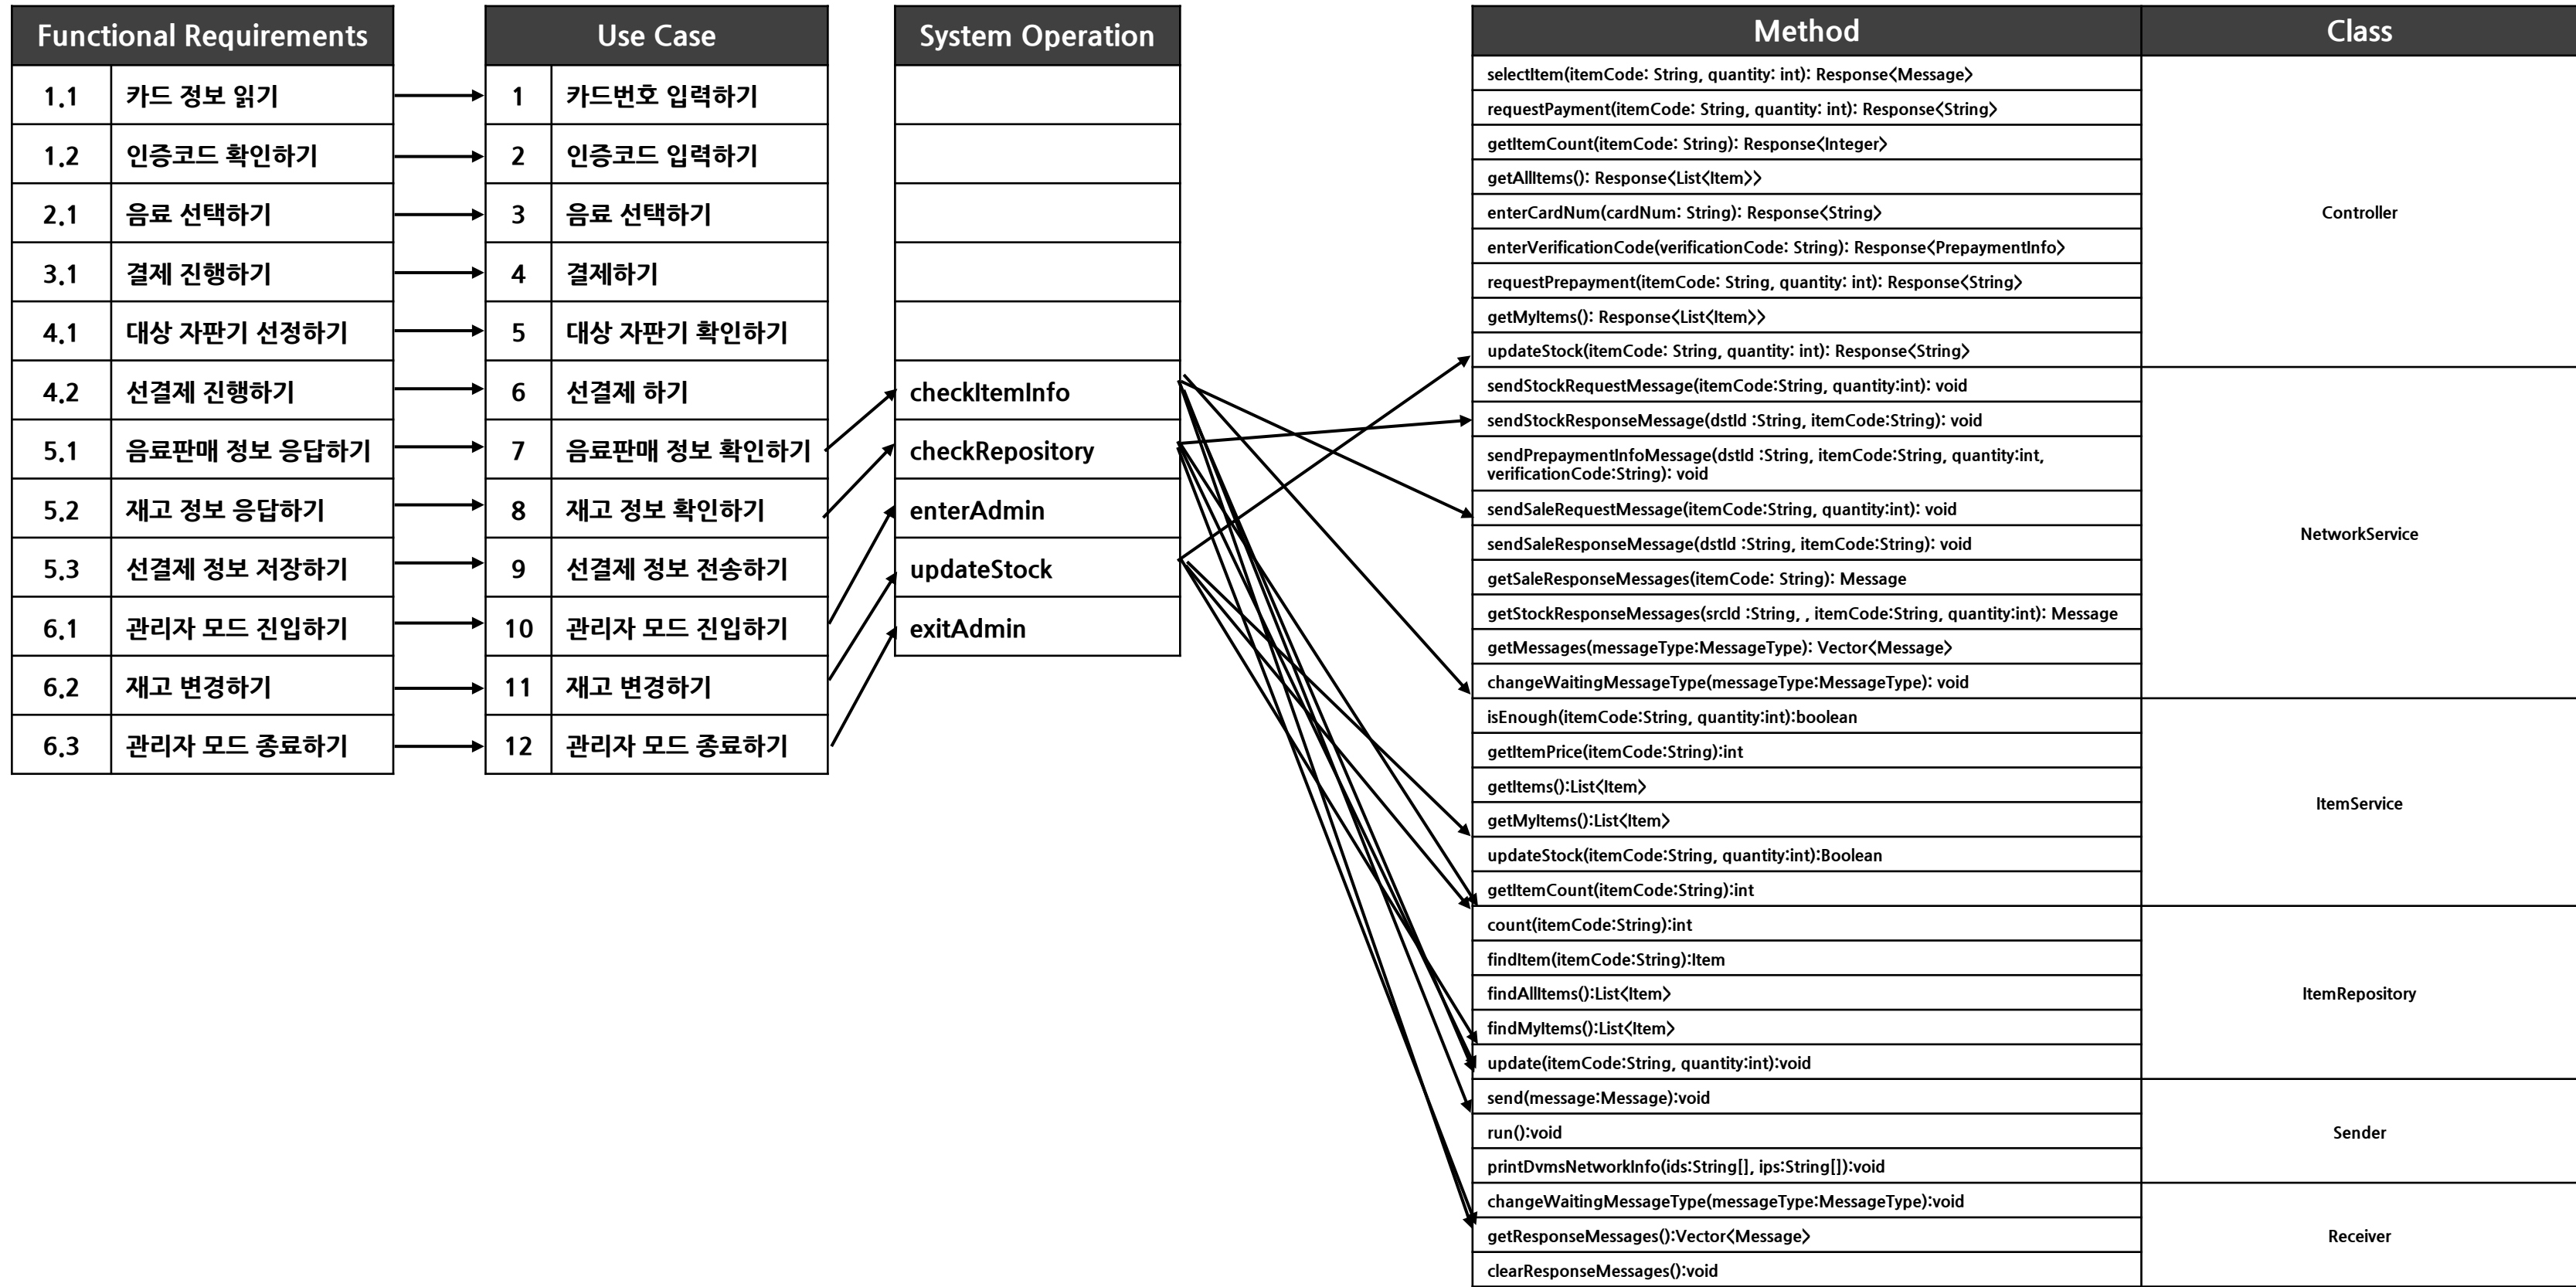 Functional Requirements
1.1 카드 정보 읽기
1.2 인증코드 확인하기
2.1 음료 선택하기
3.1 결제 진행하기
4.1 대상 자판기 선정하기
4.2 선결제 진행하기
5.1 음료판매 정보 응답하기
5.2 재고 정보 응답하기
5.3 선결제 정보 저장하기
6.1 관리자 모드 진입하기
6.2 재고 변경하기
6.3 관리자 모드 종료하기
Use Case
1 카드번호 입력하기
2 인증코드 입력하기
3 음료 선택하기
4 결제하기
5 대상 자판기 확인하기
6 선결제 하기
7 음료판매 정보 확인하기
8 재고 정보 확인하기
9 선결제 정보 전송하기
10 관리자 모드 진입하기
11 재고 변경하기
12 관리자 모드 종료하기
System Operation
checkItemInfo
checkRepository
enterAdmin
updateStock
exitAdmin
Method Class
selectItem(itemCode: String, quantity: int): Response<Message>
requestPayment(itemCode: String, quantity: int): Response<String>
getItemCount(itemCode: String): Response<Integer>
getAllItems(): Response<List<Item>>
enterCardNum(cardNum: String): Response<String>
Controller
enterVerificationCode(verificationCode: String): Response<PrepaymentInfo>
requestPrepayment(itemCode: String, quantity: int): Response<String>
getMyItems(): Response<List<Item>>
updateStock(itemCode: String, quantity: int): Response<String>
sendStockRequestMessage(itemCode:String, quantity:int): void
sendStockResponseMessage(dstId :String, itemCode:String): void
sendPrepaymentInfoMessage(dstId :String, itemCode:String, quantity:int,
verificationCode:String): void
sendSaleRequestMessage(itemCode:String, quantity:int): void
NetworkService
sendSaleResponseMessage(dstId :String, itemCode:String): void
getSaleResponseMessages(itemCode: String): Message
getStockResponseMessages(srcId :String, , itemCode:String, quantity:int): Message
getMessages(messageType:MessageType): Vector<Message>
changeWaitingMessageType(messageType:MessageType): void
isEnough(itemCode:String, quantity:int):boolean
getItemPrice(itemCode:String):int
getItems():List<Item>
ItemService
getMyItems():List<Item>
updateStock(itemCode:String, quantity:int):Boolean
getItemCount(itemCode:String):int
count(itemCode:String):int
findItem(itemCode:String):Item
findAllItems():List<Item>
ItemRepository
findMyItems():List<Item>
update(itemCode:String, quantity:int):void
send(message:Message):void
run():void
Sender
printDvmsNetworkInfo(ids:String[], ips:String[]):void
changeWaitingMessageType(messageType:MessageType):void
getResponseMessages():Vector<Message>
Receiver
clearResponseMessages():void